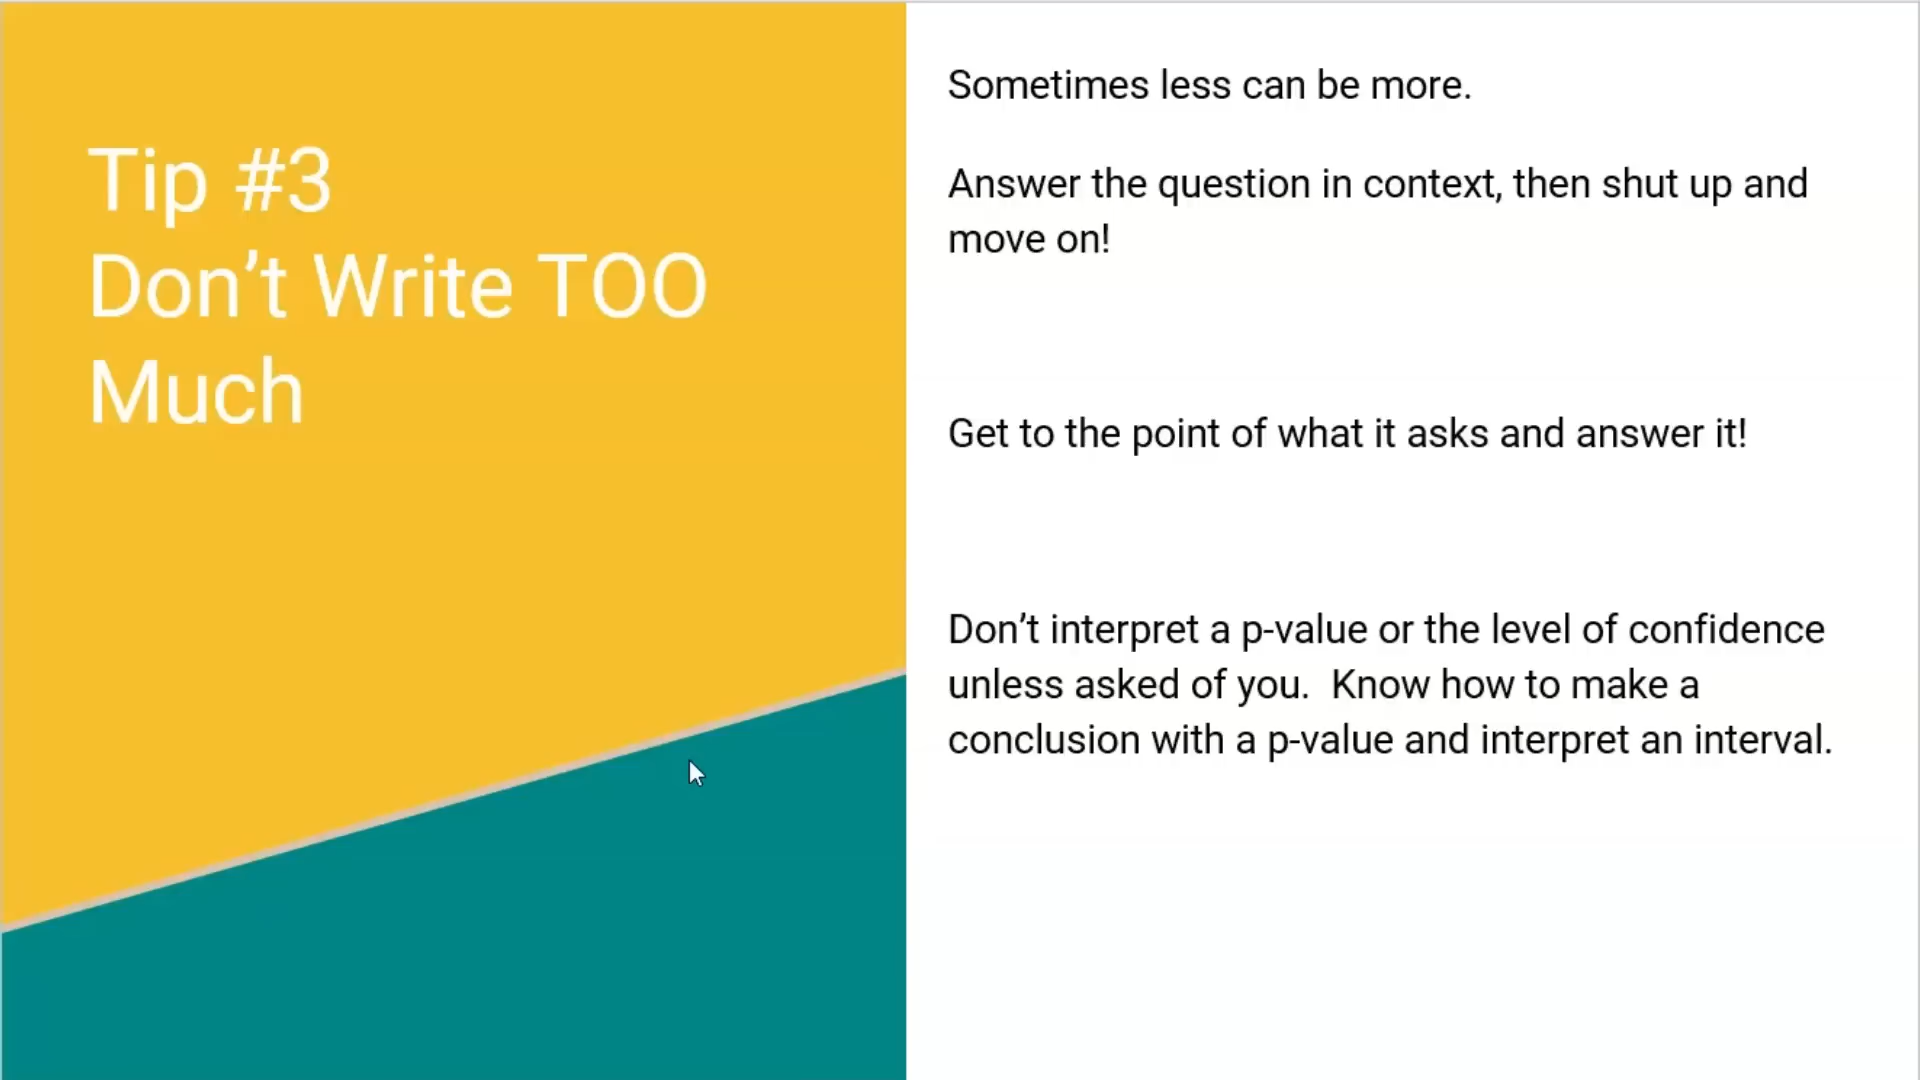 Tip #3
Don’t Write TOO
Much
Sometimes less can be more.
Answer the question in context, then shut up and
move on!
Get to the point of what it asks and answer it!
Don’t interpret a p-value or the level of confidence
unless asked of you.  Know how to make a
conclusion with a p-value and interpret an interval.